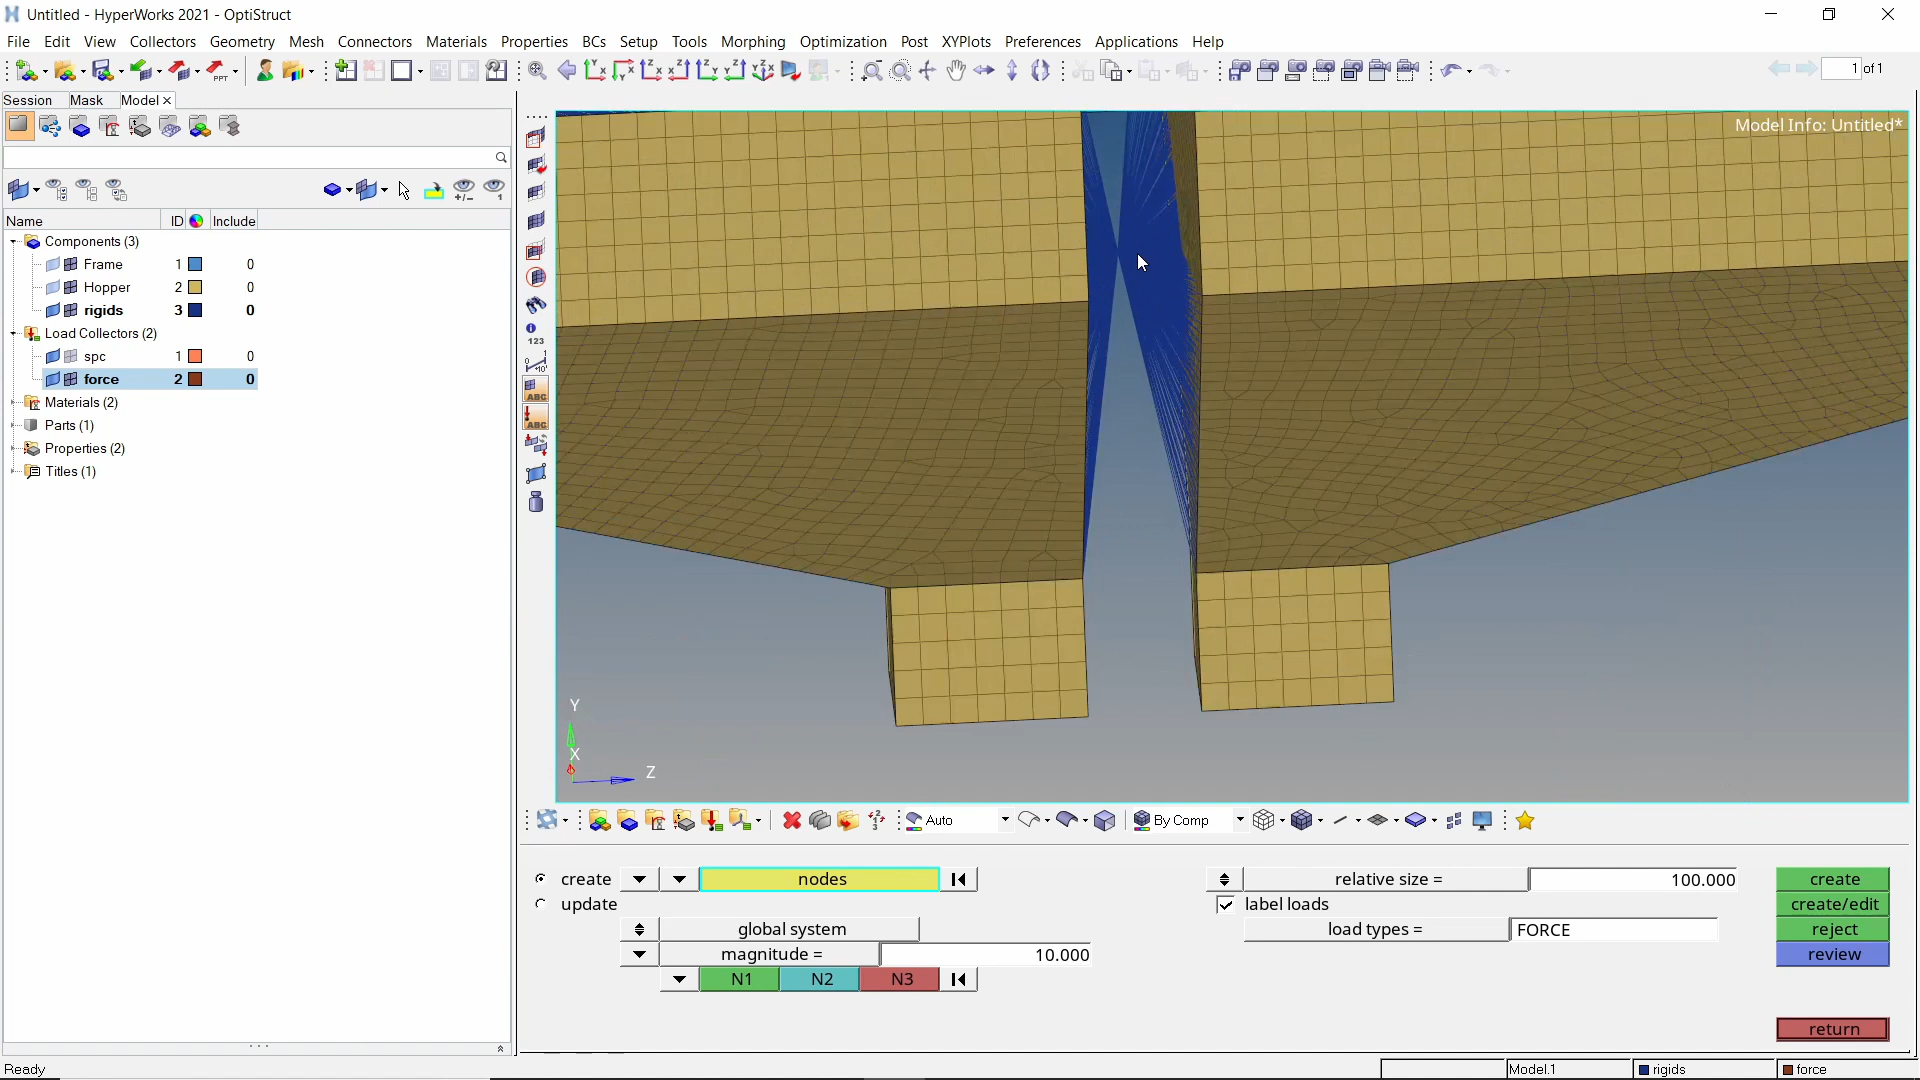 Untitled - HyperWorks 2021 - OptiStruct
File Edit View Collectors Geometry Mesh Connectors Materials Properties BCs Setup Tools Morphing Optimization Post XYPlots Preferences Applications Help
1 of 1
Session Mask Model
Name ID Include
Components (3)
Frame 1 0
Hopper 2 0
rigids 3 0
Load Collectors (2)
spc 1 0
force 2 0
Materials (2)
Parts (1)
Properties (2)
Titles (1)
PPT
123
ABC
ABC
Model Info: Untitled*
Y
X
Z
Auto
By Comp
create nodes relative size = 100.000 create
update label loads create/edit
global system load types = FORCE reject
magnitude = 10.000 review
N1 N2 N3
return
Ready Model.1 rigids force